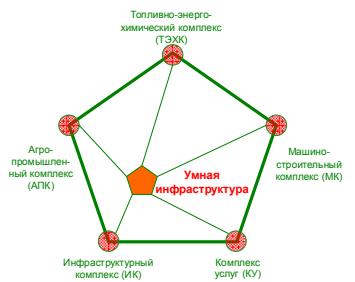 Топливно-энерго-
химический комплекс
(ТЭХК)
Агро-
промышлен-
ный комплекс
(АПК)
Умная
инфраструктура
Машино-
строительный
комплекс (МК)
Инфраструктурный
комплекс (ИК)
Комплекс
услуг (КУ)